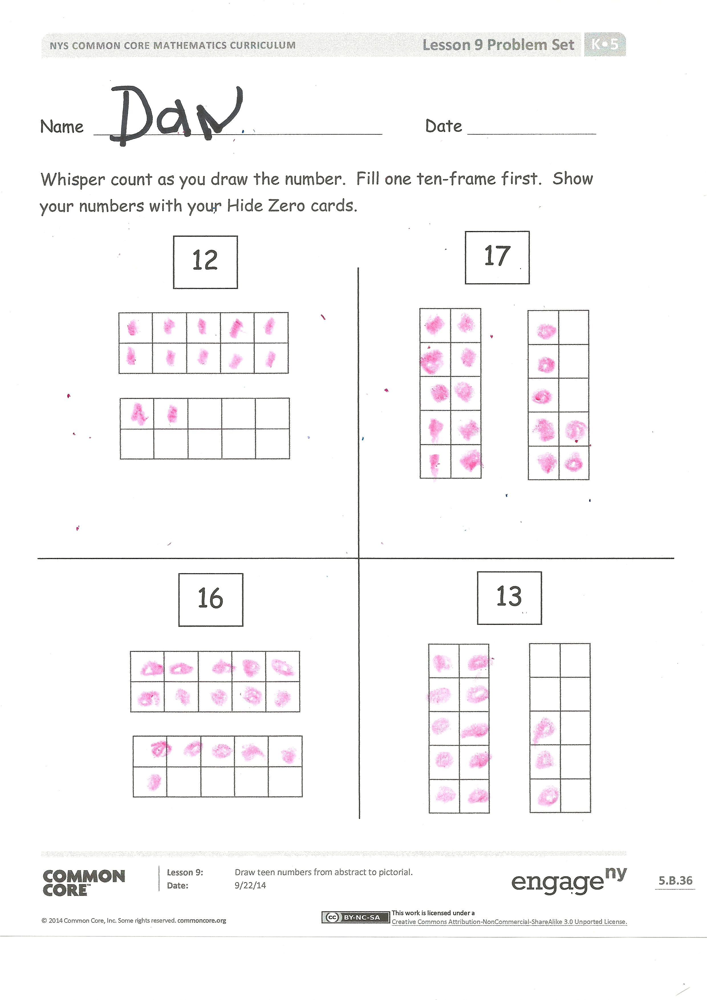 NYS COMMON CORE MATHEMATICS CURRICULUM Lesson 9 Problem Set K•5
Name Dan Date
Whisper count as you draw the number. Fill one ten-frame first. Show
your numbers with your Hide Zero cards.
12
17
16
13
COMMON CORE™
Lesson 9: Draw teen numbers from abstract to pictorial.
Date: 9/22/14
engage ny
5.B.36
© 2014 Common Core, Inc. Some rights reserved. commoncore.org
cc BY-NC-SA
This work is licensed under a
Creative Commons Attribution-NonCommercial-ShareAlike 3.0 Unported License.